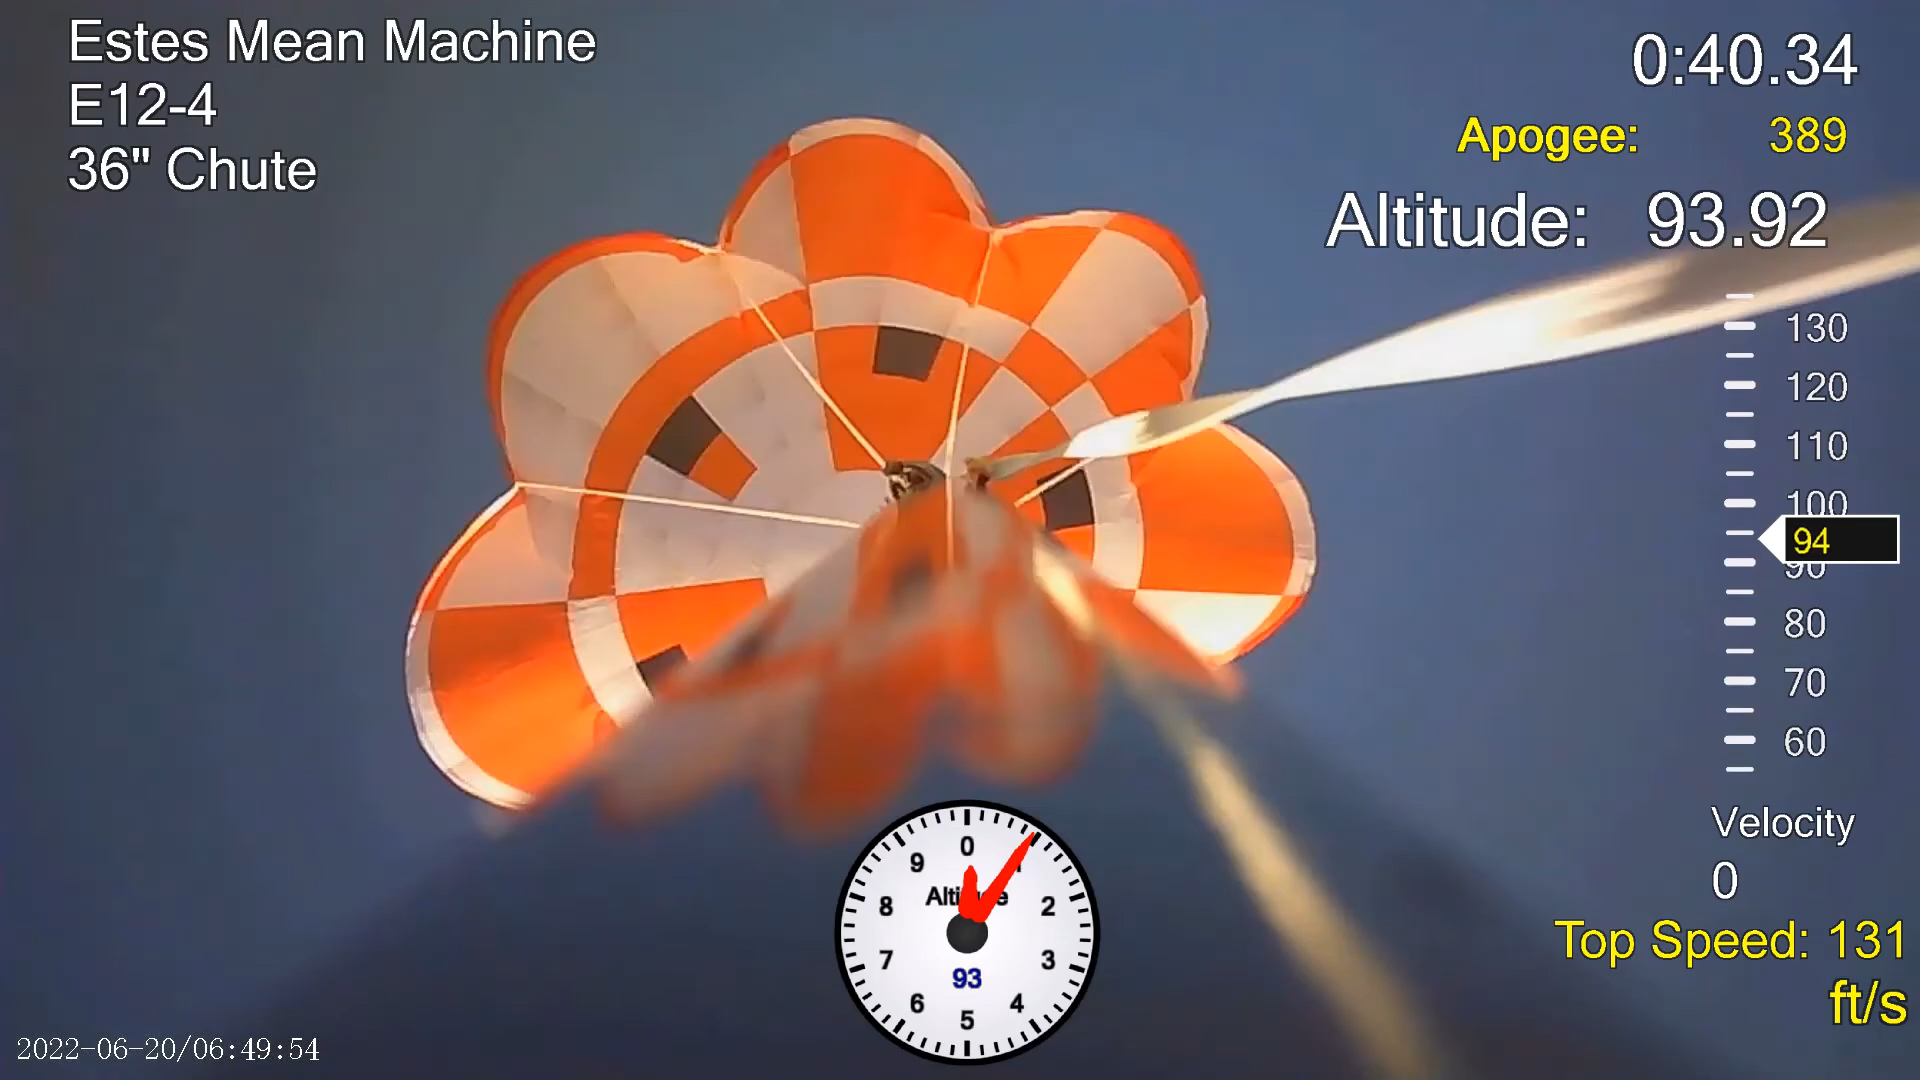 Estes Mean Machine
E12-4
36" Chute
0:40.34
Apogee: 389
Altitude: 93.92
130
120
110
100
94
90
80
70
60
Velocity
0
Top Speed: 131
ft/s
0
9
2
8
3
7
4
6
5
93
2022-06-20/06:49:54